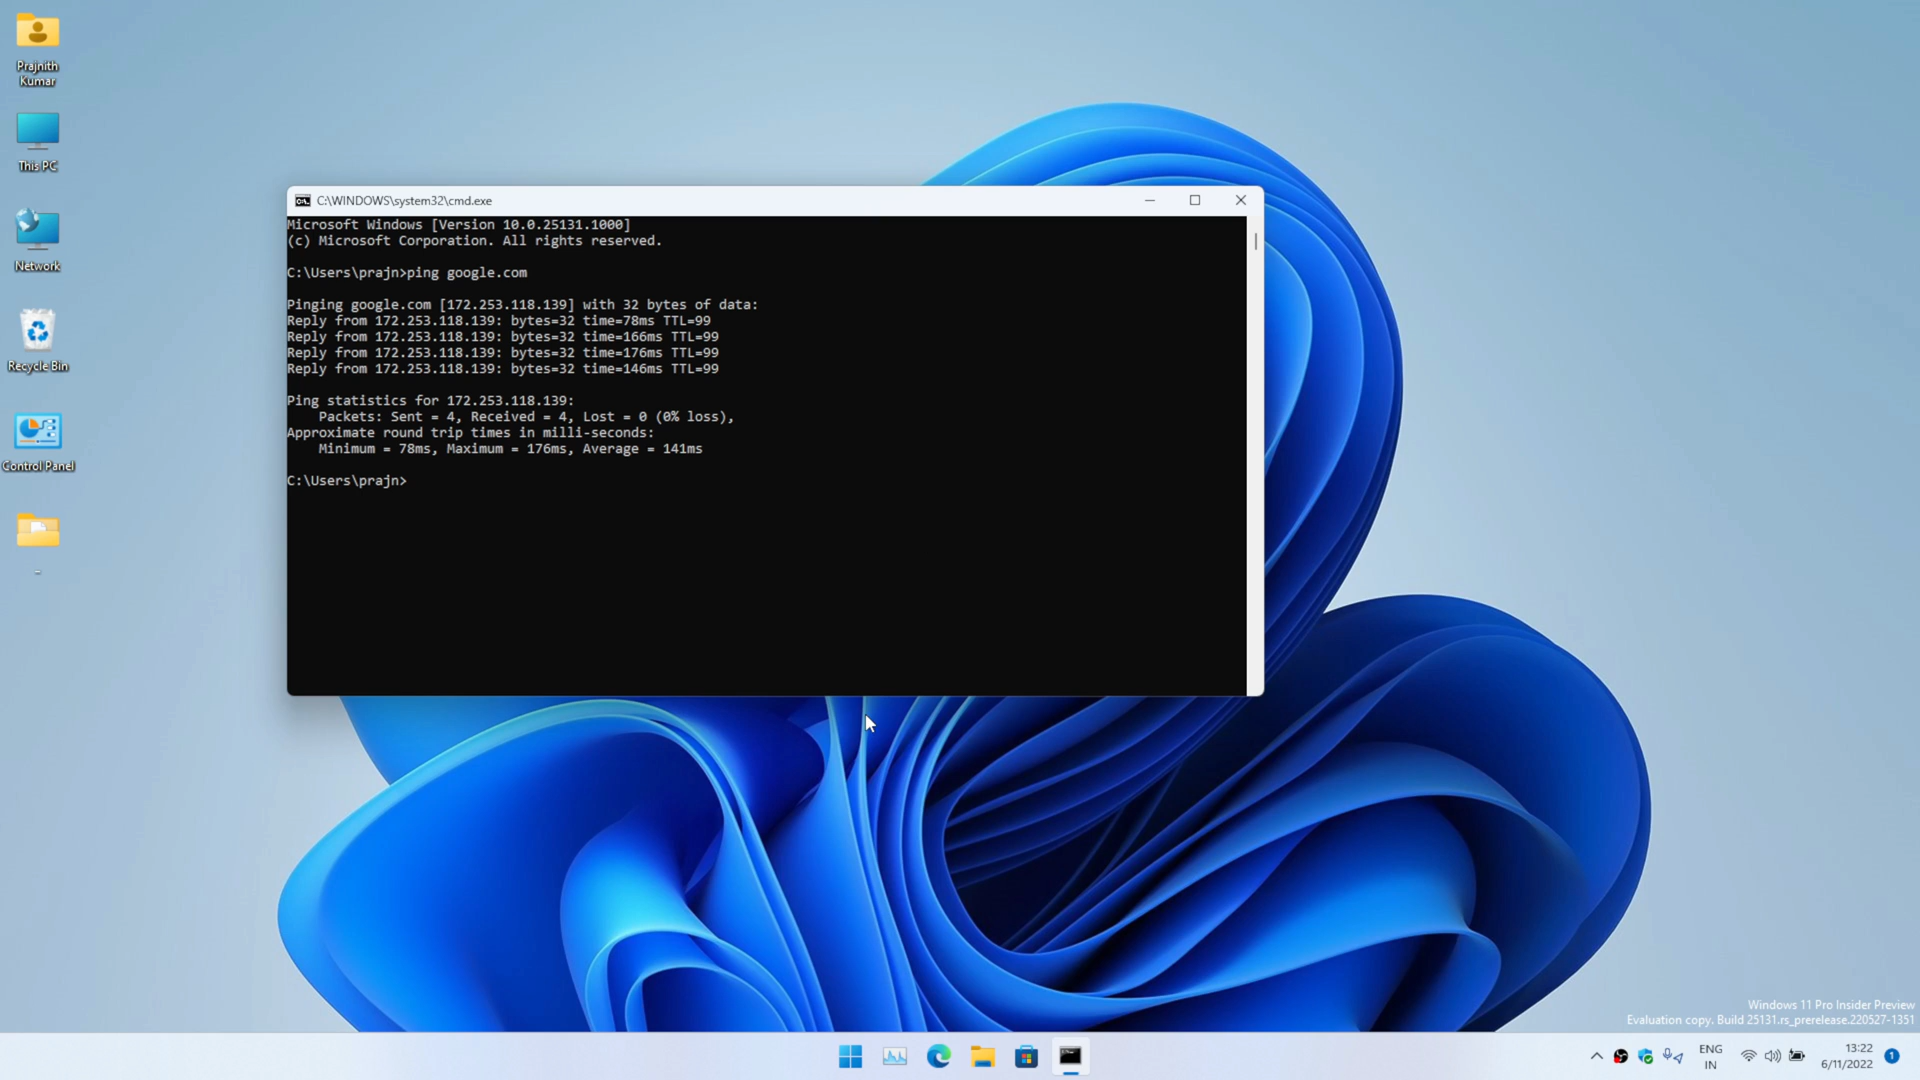 Prajnith
Kumar
This PC
Network
Recycle Bin
Control Panel
_
C:\WINDOWS\system32\cmd.exe
Microsoft Windows [Version 10.0.25131.1000]
(c) Microsoft Corporation. All rights reserved.
C:\Users\prajn>ping google.com
Pinging google.com [172.253.118.139] with 32 bytes of data:
Reply from 172.253.118.139: bytes=32 time=78ms TTL=99
Reply from 172.253.118.139: bytes=32 time=166ms TTL=99
Reply from 172.253.118.139: bytes=32 time=176ms TTL=99
Reply from 172.253.118.139: bytes=32 time=146ms TTL=99
Ping statistics for 172.253.118.139:
Packets: Sent = 4, Received = 4, Lost = 0 (0% loss),
Approximate round trip times in milli-seconds:
Minimum = 78ms, Maximum = 176ms, Average = 141ms
C:\Users\prajn>
Windows 11 Pro Insider Preview
Evaluation copy. Build 25131.rs_prerelease.220527-1351
ENG
IN
13:22
6/11/2022
1